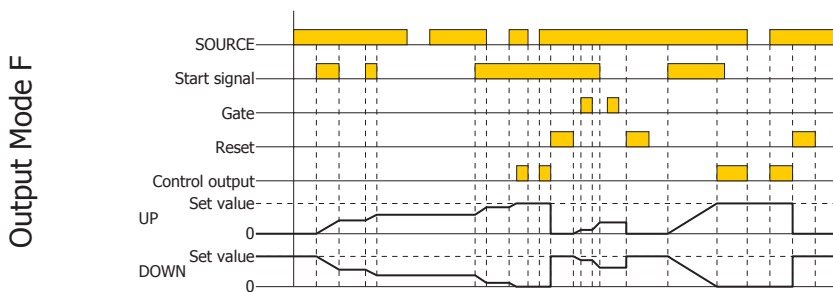 Output Mode F
SOURCE
Start signal
Gate
Reset
Control output
Set value
UP
0
Set value
DOWN
0